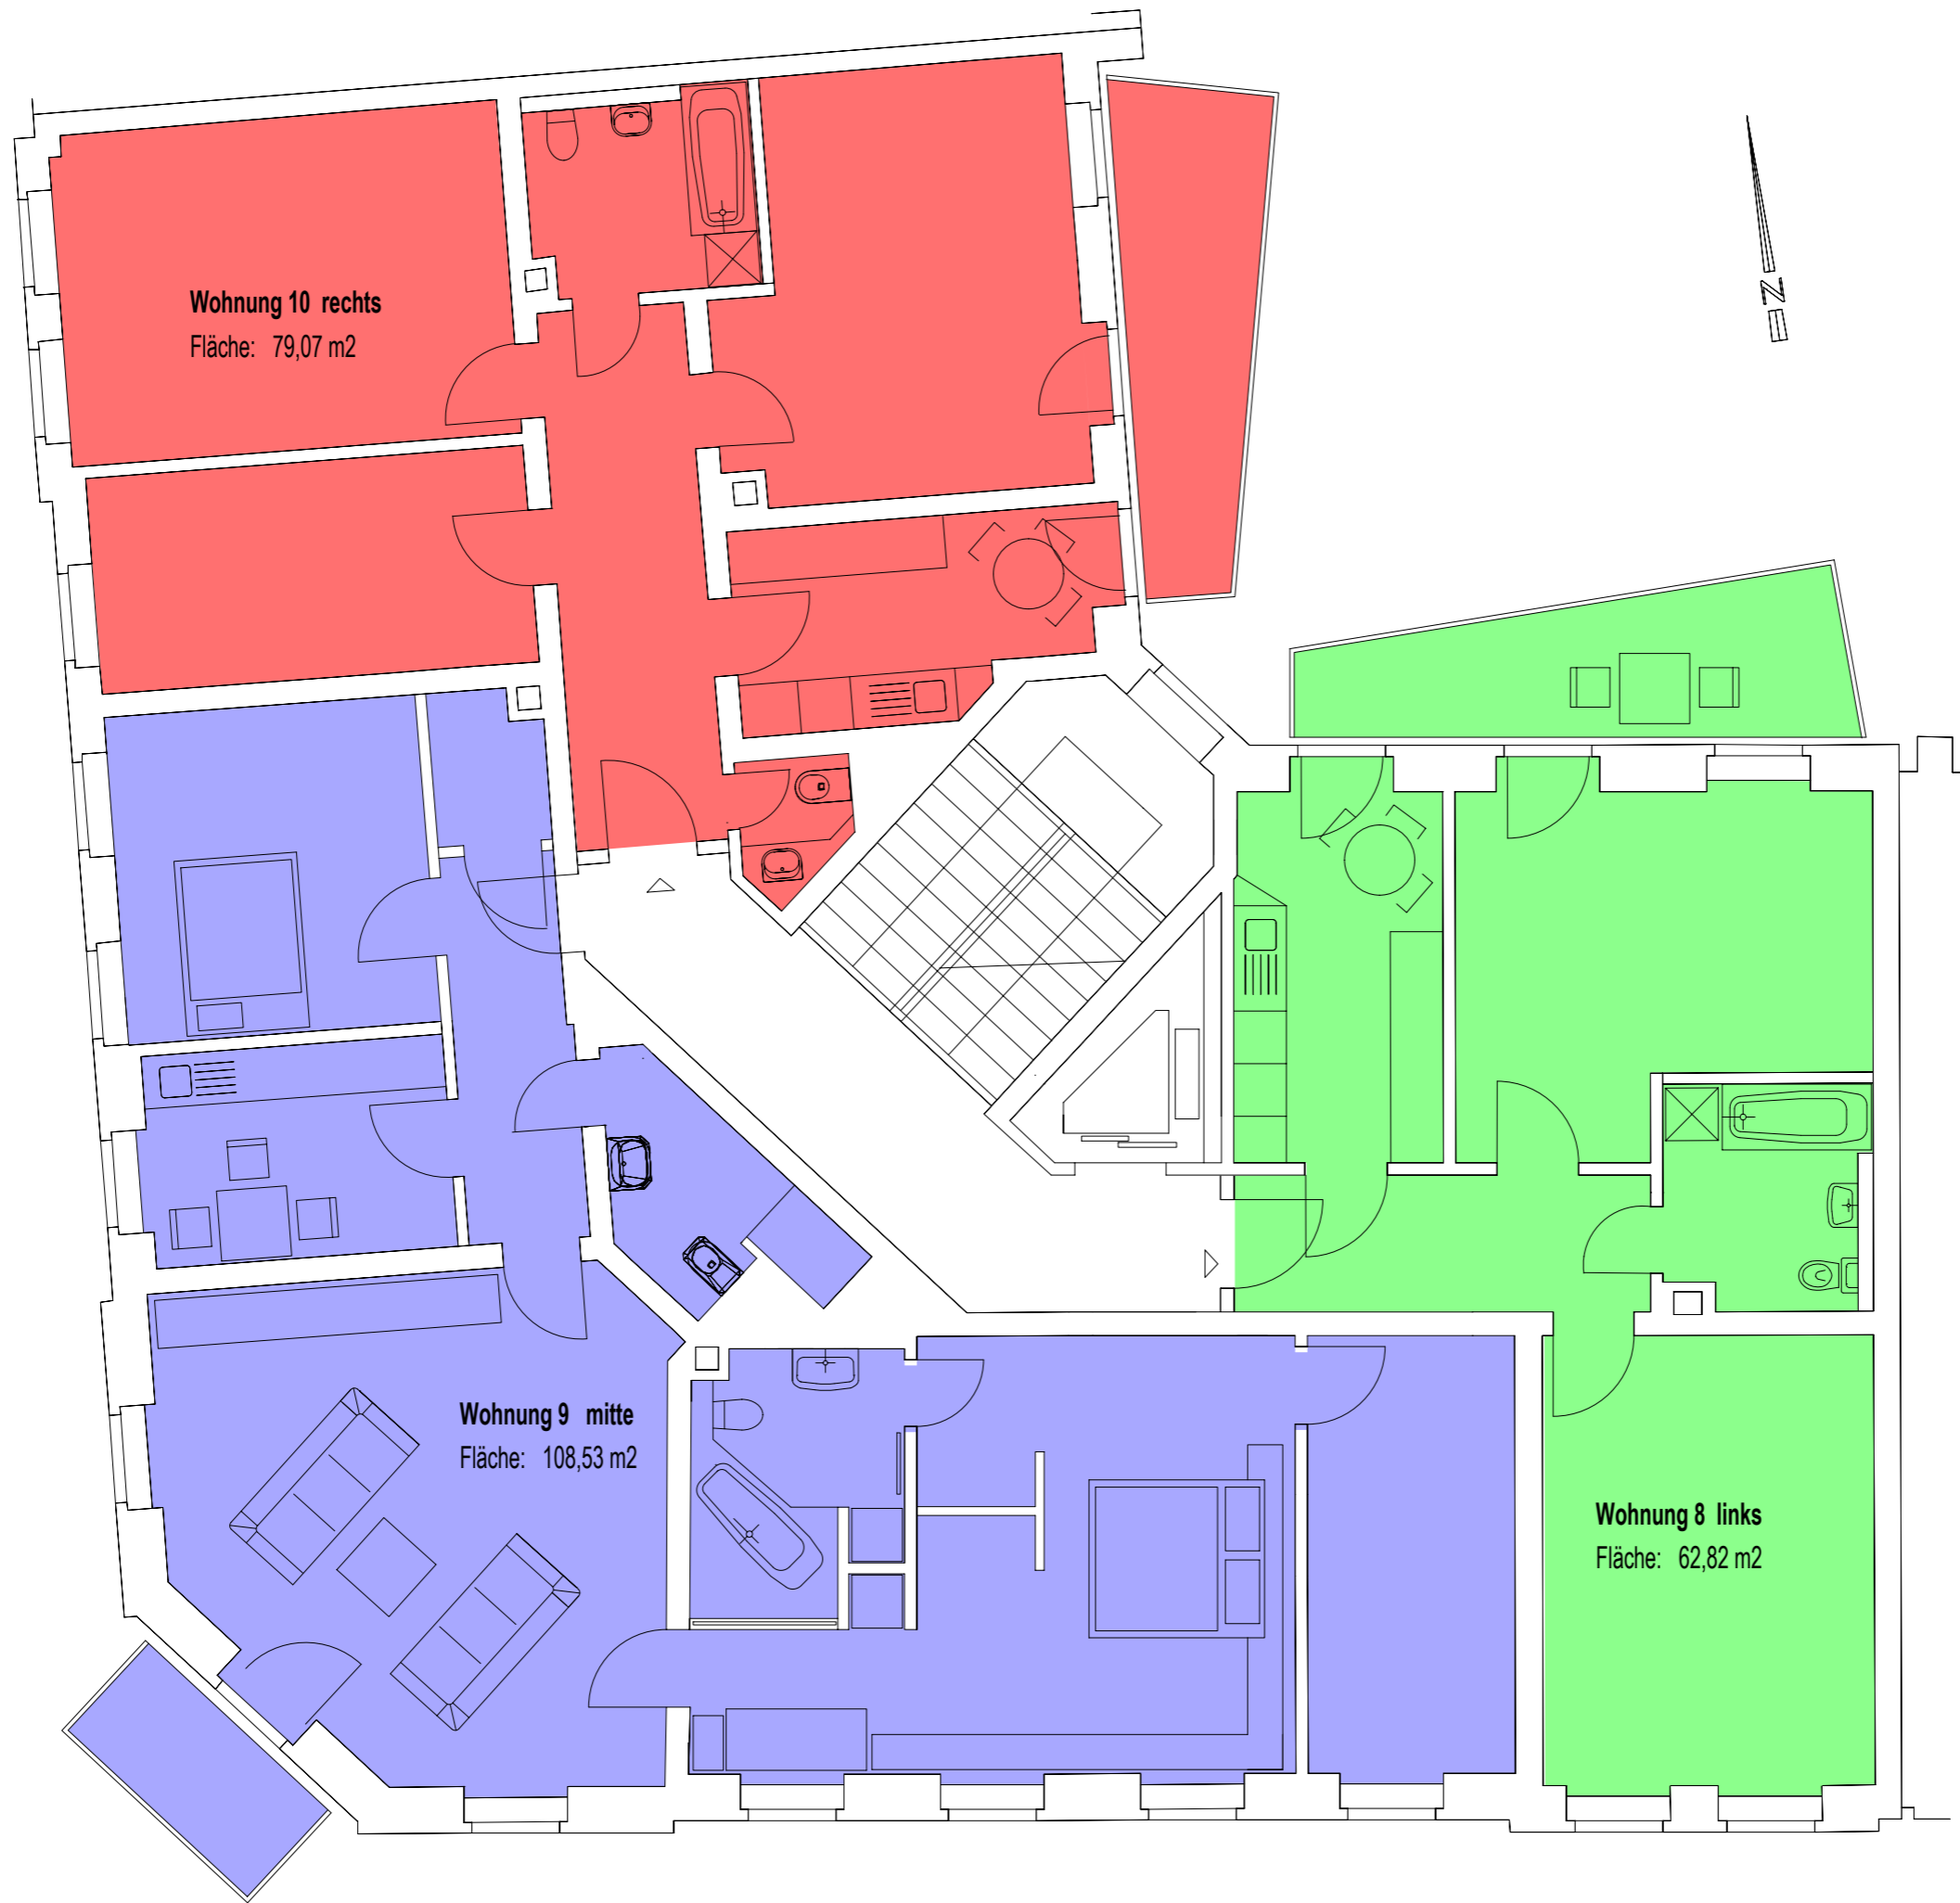 Wohnung 10 rechts
Fläche: 79,07 m2
N
Wohnung 9 mitte
Fläche: 108,53 m2
Wohnung 8 links
Fläche: 62,82 m2